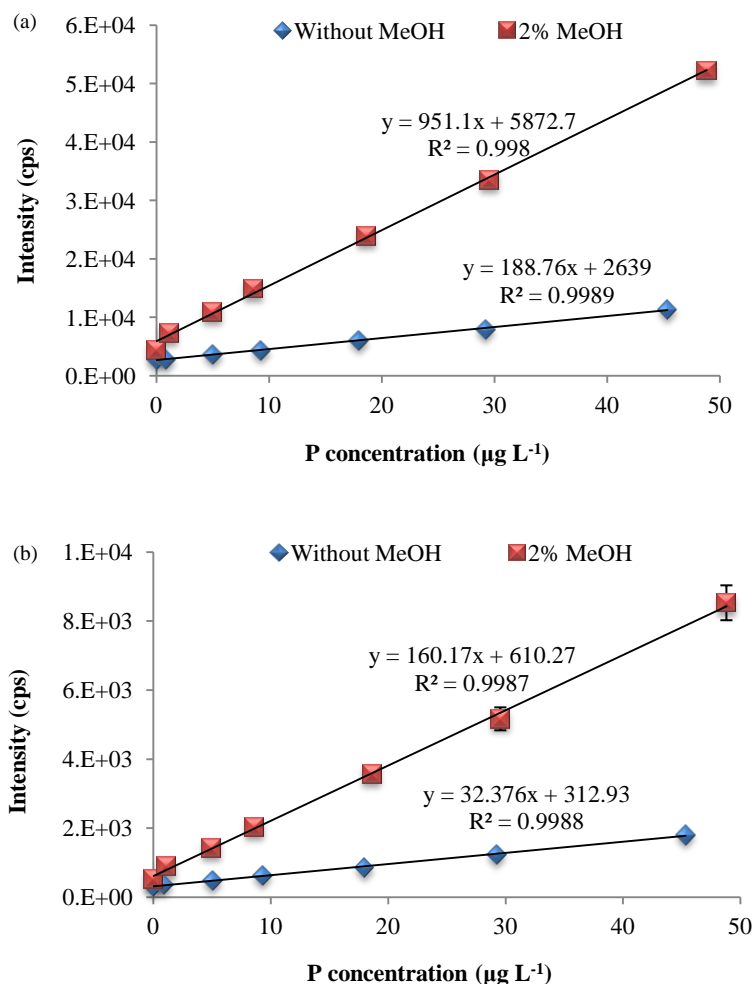 (a)
Without MeOH 2% MeOH
6.E+04
5.E+04
4.E+04
3.E+04
2.E+04
1.E+04
0.E+00
Intensity (cps)
y = 951.1x + 5872.7
R² = 0.998
y = 188.76x + 2639
R² = 0.9989
0 10 20 30 40 50
P concentration (µg L⁻¹)
(b)
Without MeOH 2% MeOH
1.E+04
8.E+03
6.E+03
4.E+03
2.E+03
0.E+00
Intensity (cps)
y = 160.17x + 610.27
R² = 0.9987
y = 32.376x + 312.93
R² = 0.9988
0 10 20 30 40 50
P concentration (µg L⁻¹)